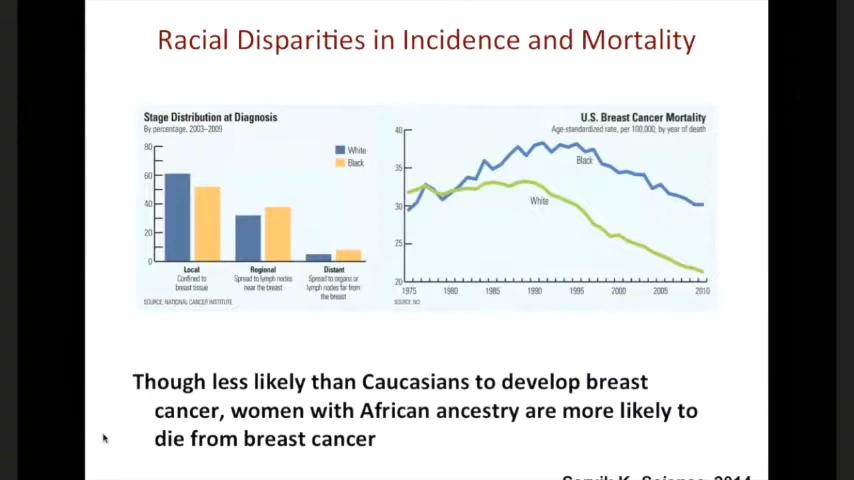 Racial Disparities in Incidence and Mortality
Stage Distribution at Diagnosis
By percentage, 2003–2009
80
60
40
20
0
White
Black
Local
Confined to
breast tissue
Regional
Spread to lymph nodes
near the breast
Distant
Spread to organs or
lymph nodes far from
the breast
SOURCE: NATIONAL CANCER INSTITUTE
U.S. Breast Cancer Mortality
Age-standardized rate, per 100,000, by year of death
40
35
30
25
20
Black
White
1975 1980 1985 1990 1995 2000 2005 2010
SOURCE:
Though less likely than Caucasians to develop breast
cancer, women with African ancestry are more likely to
die from breast cancer
Science, 2014